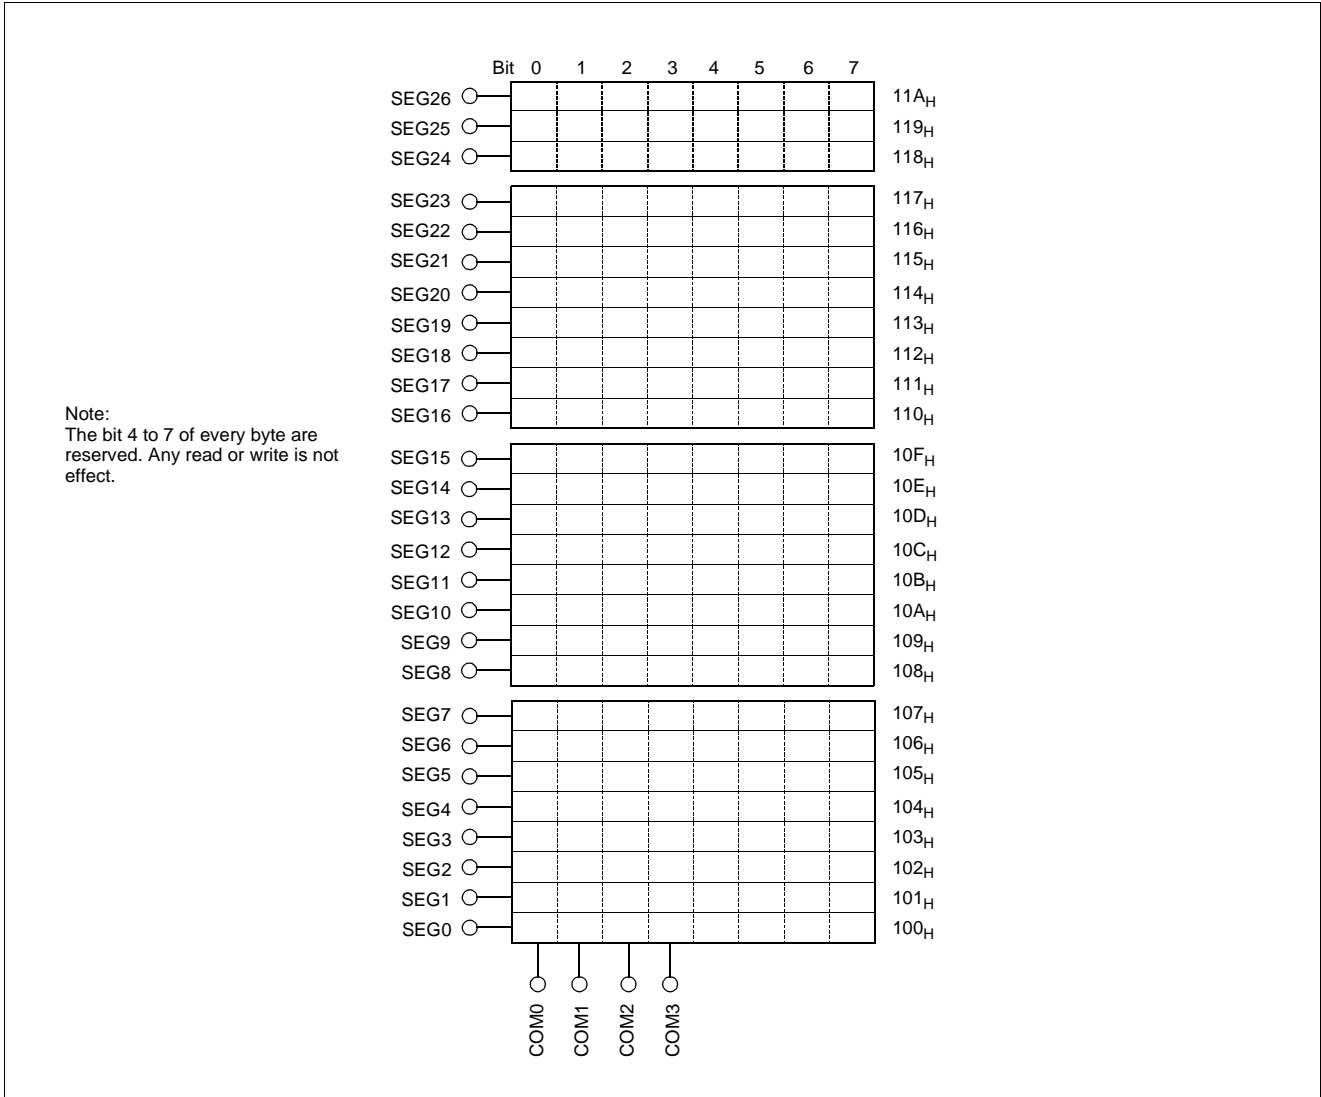 Bit 0 1 2 3 4 5 6 7
SEG26 11AH
SEG25 119H
SEG24 118H
SEG23 117H
SEG22 116H
SEG21 115H
SEG20 114H
SEG19 113H
SEG18 112H
SEG17 111H
SEG16 110H
Note:
The bit 4 to 7 of every byte are
reserved. Any read or write is not
effect.
SEG15 10FH
SEG14 10EH
SEG13 10DH
SEG12 10CH
SEG11 10BH
SEG10 10AH
SEG9 109H
SEG8 108H
SEG7 107H
SEG6 106H
SEG5 105H
SEG4 104H
SEG3 103H
SEG2 102H
SEG1 101H
SEG0 100H
COM0 COM1 COM2 COM3